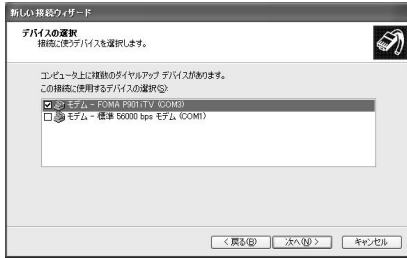 新しい接続ウィザード
デバイスの選択
接続に使うデバイスを選択します。
コンピュータ上に複数のダイヤルアップ デバイスがあります。
この接続に使用するデバイスの選択(S):
モデム - FOMA P901iTV (COM3)
モデム - 標準 56000 bps モデム (COM1)
< 戻る(B) 次へ(N) > キャンセル